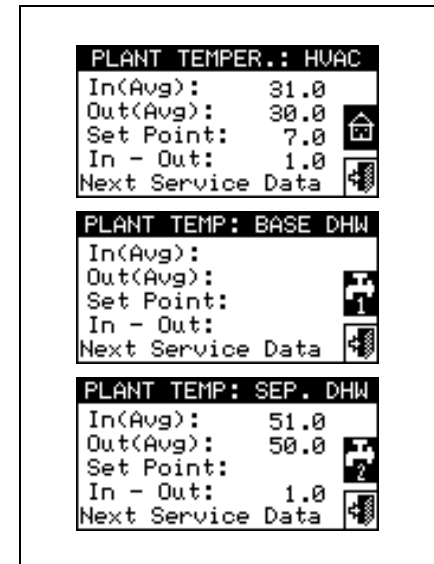 PLANT TEMPER.: HVAC
In(Avg): 31.0
Out(Avg): 30.0
Set Point: 7.0
In - Out: 1.0
Next Service Data
PLANT TEMP: BASE DHW
In(Avg):
Out(Avg):
Set Point:
1
In - Out:
Next Service Data
PLANT TEMP: SEP. DHW
In(Avg): 51.0
Out(Avg): 50.0
Set Point:
2
In - Out: 1.0
Next Service Data